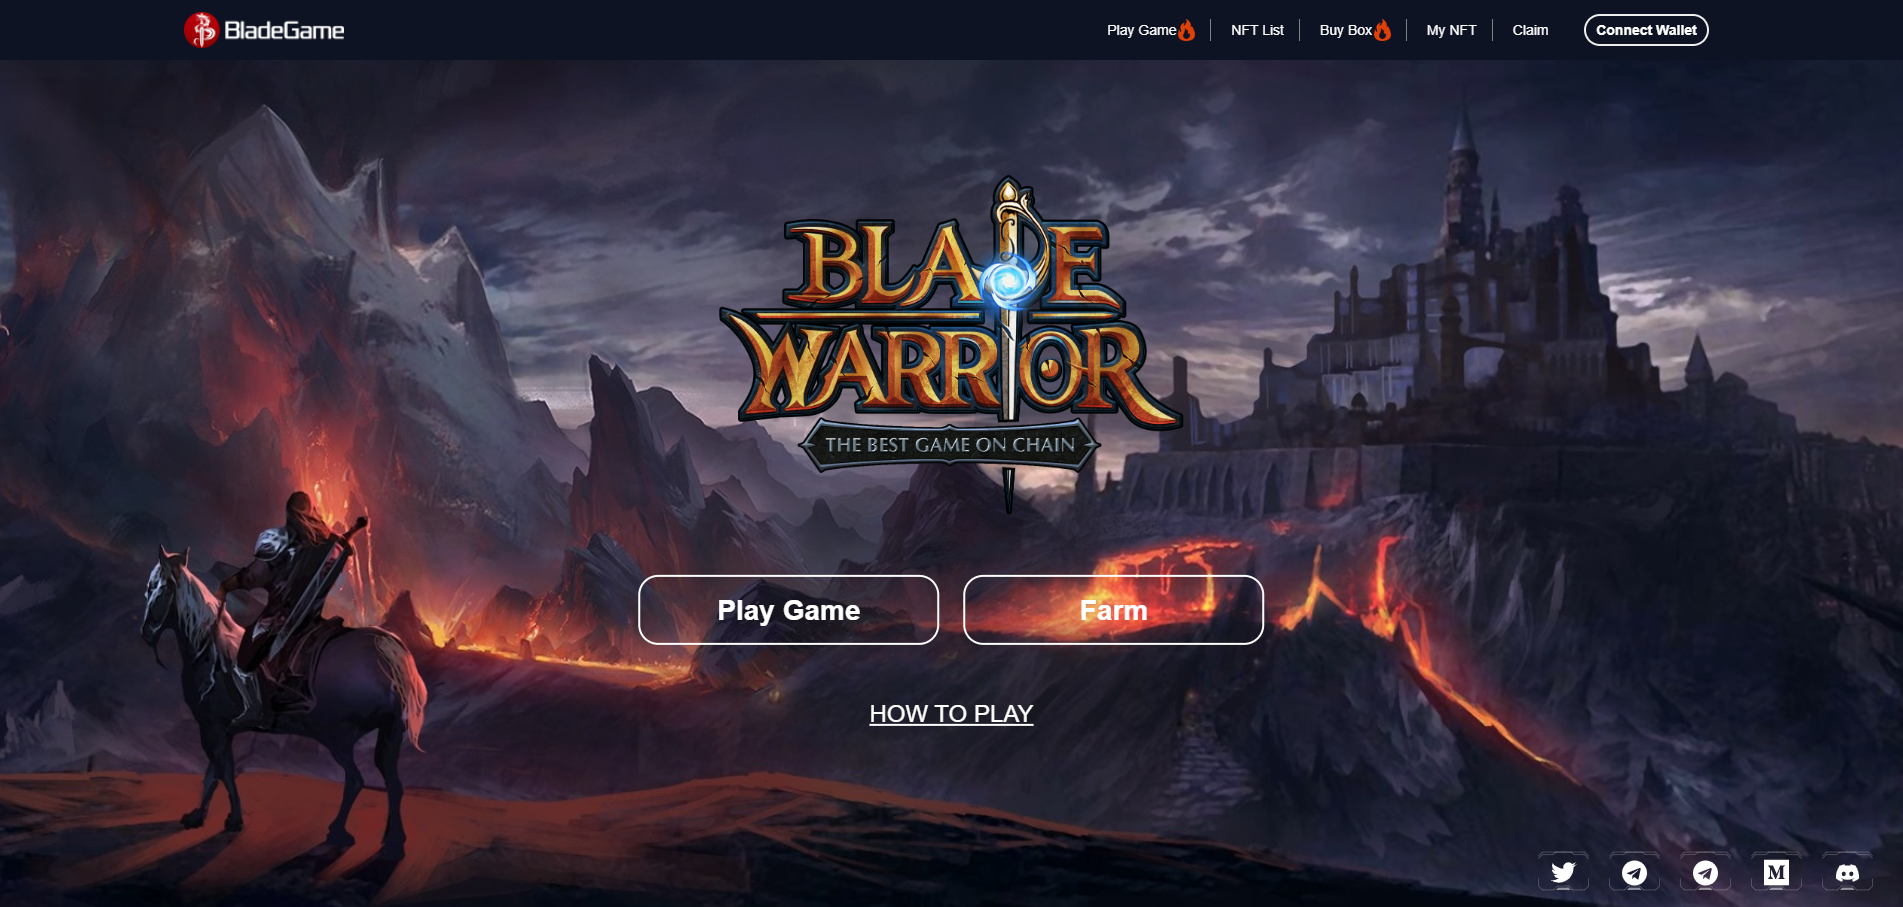 BladeGame
Play Game
NFT List
Buy Box
My NFT
Claim
Connect Wallet
BLADE
WARRIOR
THE BEST GAME ON CHAIN
Play Game
Farm
HOW TO PLAY
M